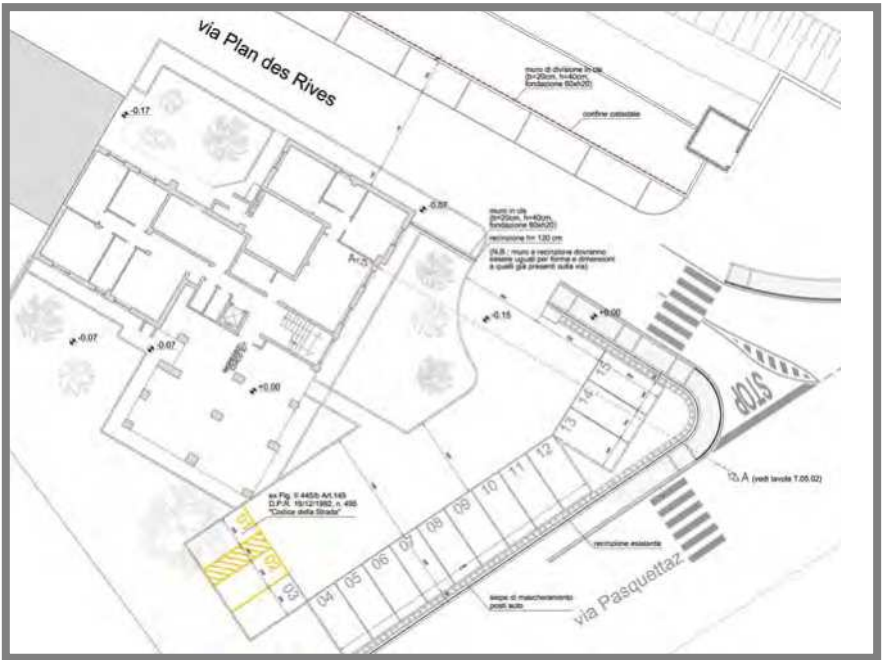 via Plan des Rives
muro di divisione in cls
(b=20cm, h=40cm,
fondazione 60xh20)
confine catastale
-0.17
-0.07
muro in cls
(b=20cm, h=40cm,
fondazione 60xh20)
recinzione h= 120 cm
(N.B.: muro e recinzione dovranno
essere uguali per forma e dimensioni
a quelli già presenti sulla via)
A
-0.15
+0.00
-0.07
-0.07
+0.00
STOP
15
14
13
12
11
10
09
08
07
06
05
04
03
02
01
A (vedi tavola T.05.02)
ex Fig. II 445/b Art.149
D.P.R. 16/12/1992, n. 495
"Codice della Strada"
recinzione esistente
siepe di mascheramento
posti auto
via Pasquettaz